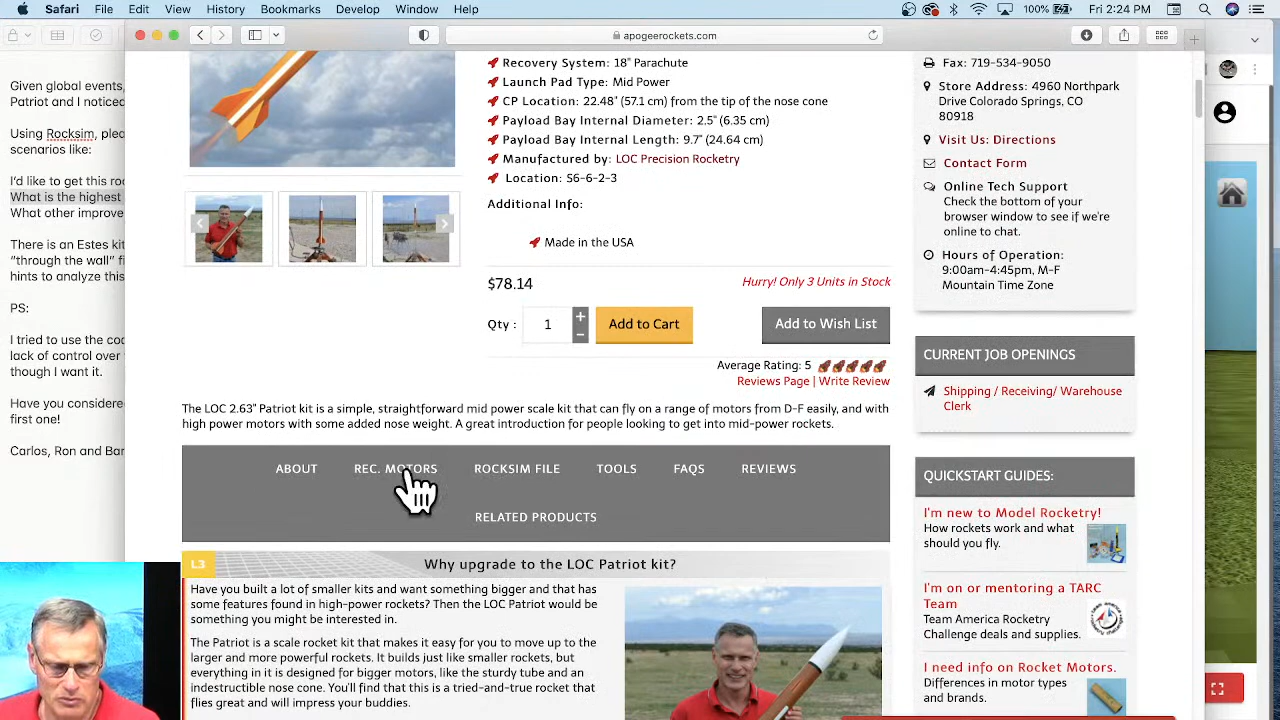 Safari File Edit View History Bookmarks Window Help
100% Fri 2:24 PM
apogeerockets.com
Given global events,
Patriot and I noticed
Using Rocksim, plea
scenarios like:
I'd like to get this roc
What is the highest
What other improve
There is an Estes kit
"through the wall" fi
hints to analyze this
PS:
I tried to use the co
lack of control over
though I want it.
Have you considere
first one!
Carlos, Ron and Bar
Recovery System: 18" Parachute
Launch Pad Type: Mid Power
CP Location: 22.48" (57.1 cm) from the tip of the nose cone
Payload Bay Internal Diameter: 2.5" (6.35 cm)
Payload Bay Internal Length: 9.7" (24.64 cm)
Manufactured by: LOC Precision Rocketry
Location: S6-6-2-3
Additional Info:
Made in the USA
$78.14
Hurry! Only 3 Units in Stock
Qty : 1 + − Add to Cart Add to Wish List
Average Rating: 5
Reviews Page | Write Review
The LOC 2.63" Patriot kit is a simple, straightforward mid power scale kit that can fly on a range of motors from D-F easily, and with
high power motors with some added nose weight. A great introduction for people looking to get into mid-power rockets.
ABOUT REC. MOTORS ROCKSIM FILE TOOLS FAQS REVIEWS
RELATED PRODUCTS
L3
Why upgrade to the LOC Patriot kit?
Have you built a lot of smaller kits and want something bigger and that has
some features found in high-power rockets? Then the LOC Patriot would be
something you might be interested in.
The Patriot is a scale rocket kit that makes it easy for you to move up to the
larger and more powerful rockets. It builds just like smaller rockets, but
everything in it is designed for bigger motors, like the sturdy tube and an
indestructible nose cone. You'll find that this is a tried-and-true rocket that
flies great and will impress your buddies.
Fax: 719-534-9050
Store Address: 4960 Northpark
Drive Colorado Springs, CO
80918
Visit Us: Directions
Contact Form
Online Tech Support
Check the bottom of your
browser window to see if we're
online to chat.
Hours of Operation:
9:00am-4:45pm, M-F
Mountain Time Zone
CURRENT JOB OPENINGS
Shipping / Receiving/ Warehouse
Clerk
QUICKSTART GUIDES:
I'm new to Model Rocketry!
How rockets work and what
should you fly.
I'm on or mentoring a TARC
Team
Team America Rocketry
Challenge deals and supplies.
I need info on Rocket Motors.
Differences in motor types
and brands.